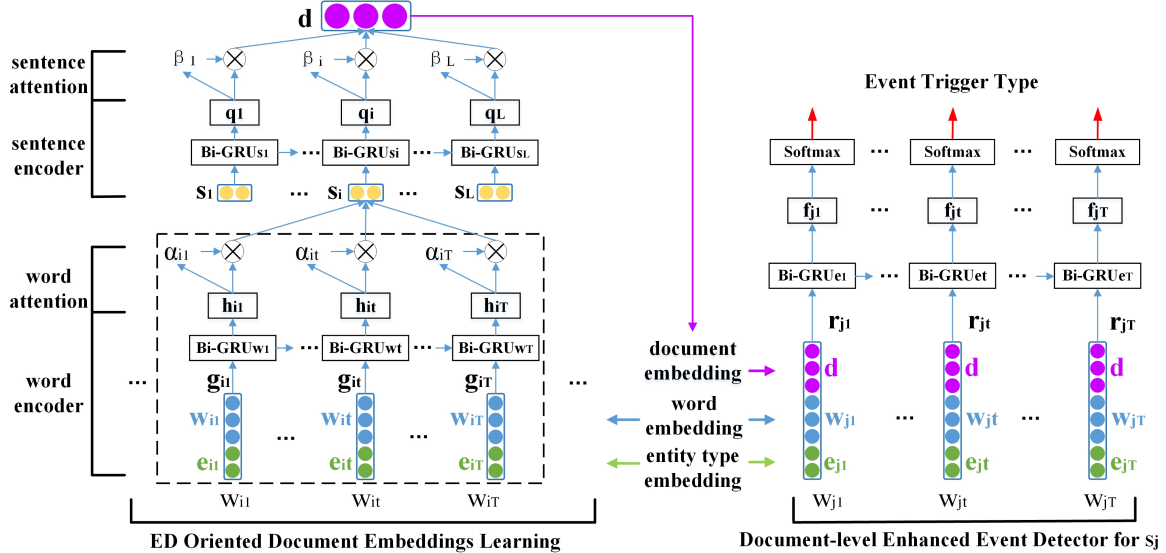 d
sentence
attention
β1
βi
βL
q1
qi
qL
sentence
encoder
Bi-GRUs1
...
Bi-GRUsi
...
Bi-GRUsL
s1
...
si
...
sL
word
attention
αi1
αit
αiT
hi1
hit
hiT
word
encoder
Bi-GRUw1
...
Bi-GRUwt
...
Bi-GRUwT
...
gi1
git
giT
...
wi1
wit
wiT
...
...
ei1
eit
eiT
wi1
wit
wiT
ED Oriented Document Embeddings Learning
document
embedding
word
embedding
entity type
embedding
Event Trigger Type
Softmax
...
Softmax
...
Softmax
fj1
...
fjt
...
fjT
Bi-GRUe1
...
Bi-GRUet
...
Bi-GRUeT
rj1
rjt
rjT
d
d
d
wj1
...
wjt
...
wjT
ej1
ejt
ejT
wj1
wjt
wjT
Document-level Enhanced Event Detector for sj